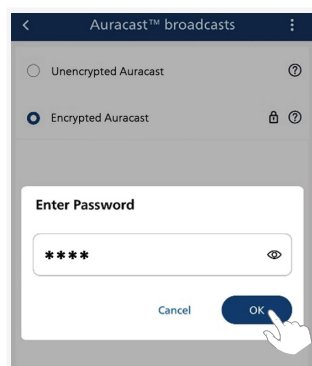 Auracast™ broadcasts
Unencrypted Auracast
Encrypted Auracast
Enter Password
****
Cancel OK